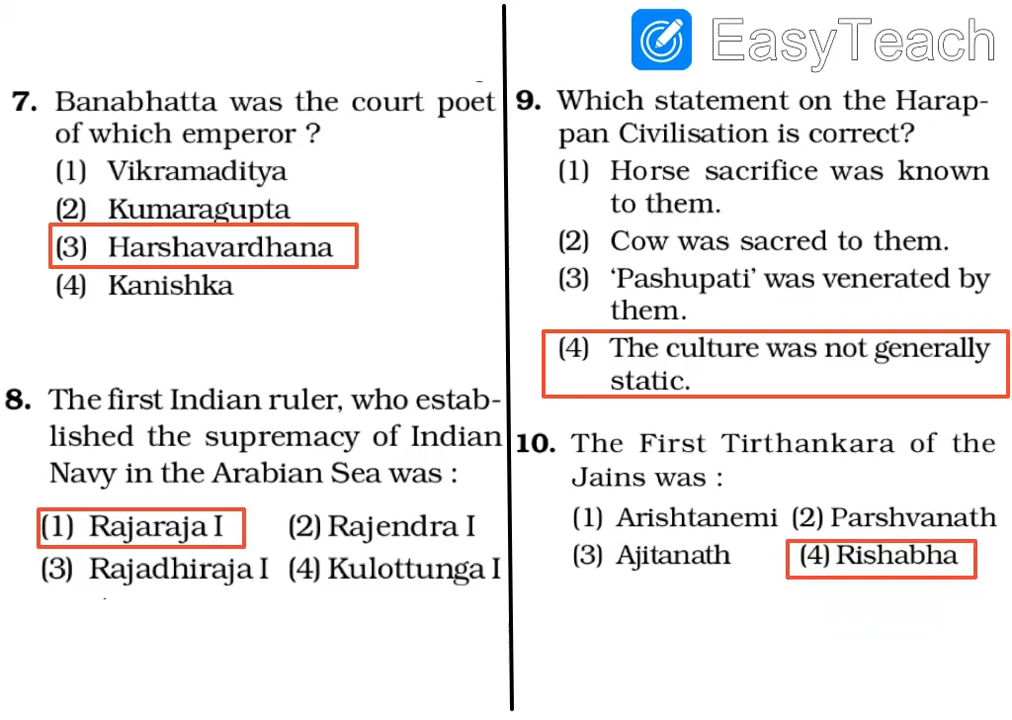 EasyTeach
7. Banabhatta was the court poet
of which emperor ?
(1) Vikramaditya
(2) Kumaragupta
(3) Harshavardhana
(4) Kanishka
8. The first Indian ruler, who estab-
lished the supremacy of Indian
Navy in the Arabian Sea was :
(1) Rajaraja I (2) Rajendra I
(3) Rajadhiraja I (4) Kulottunga I
9. Which statement on the Harap-
pan Civilisation is correct?
(1) Horse sacrifice was known
to them.
(2) Cow was sacred to them.
(3) ‘Pashupati’ was venerated by
them.
(4) The culture was not generally
static.
10. The First Tirthankara of the
Jains was :
(1) Arishtanemi (2) Parshvanath
(3) Ajitanath (4) Rishabha